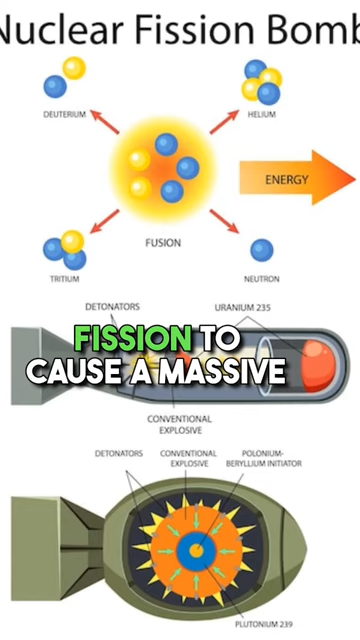 Nuclear Fission Bomb
DEUTERIUM
HELIUM
ENERGY
FUSION
TRITIUM
NEUTRON
DETONATORS
URANIUM 235
FISSION TO
CAUSE A MASSIVE
CONVENTIONAL
EXPLOSIVE
DETONATORS
CONVENTIONAL
EXPLOSIVE
POLONIUM-
BERYLLIUM INITIATOR
PLUTONIUM 239